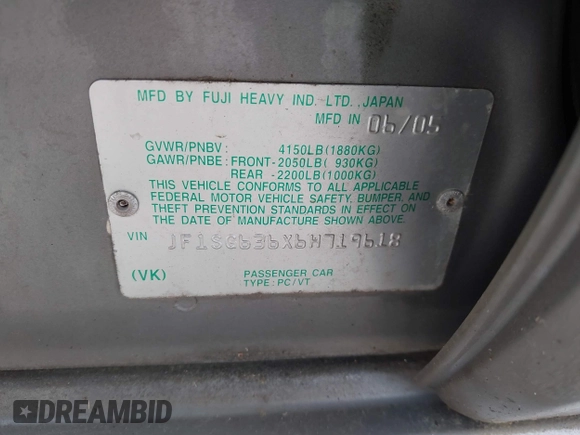 MFD BY FUJI HEAVY IND. LTD.,JAPAN
MFD IN 06/05
GVWR/PNBV: 4150LB(1880KG)
GAWR/PNBE: FRONT-2050LB( 930KG)
REAR -2200LB(1000KG)
THIS VEHICLE CONFORMS TO ALL APPLICABLE
FEDERAL MOTOR VEHICLE SAFETY, BUMPER, AND
THEFT PREVENTION STANDARDS IN EFFECT ON
THE DATE OF MANUFACTURE SHOWN ABOVE.
VIN JF1SG636X6H719618
(VK) PASSENGER CAR
TYPE:PC/VT
DREAMBID